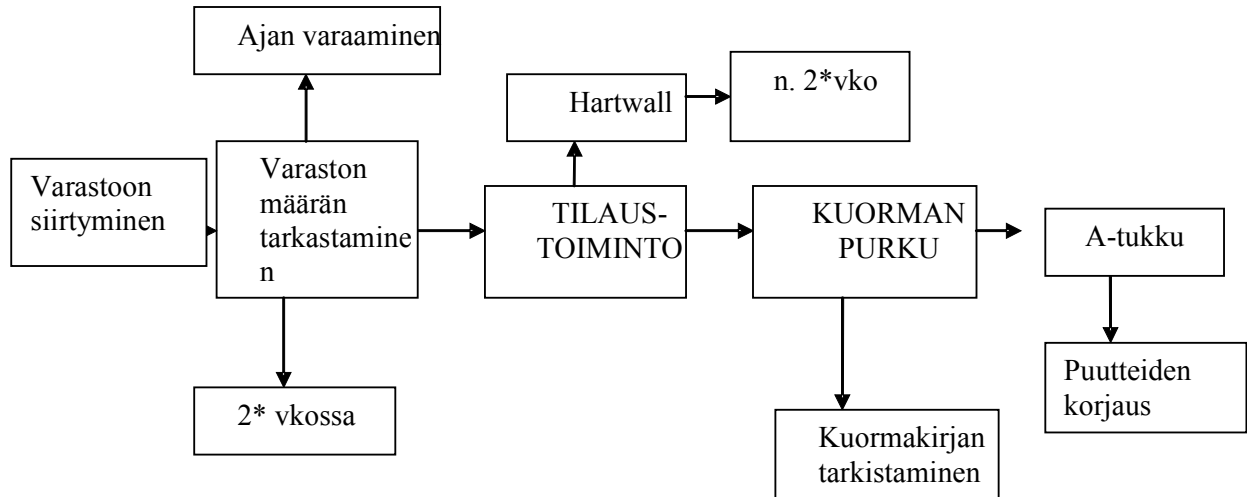 Ajan varaaminen
Hartwall
n. 2*vko
Varastoon
siirtyminen
Varaston
määrän
tarkastamine
n
TILAUS-
TOIMINTO
KUORMAN
PURKU
A-tukku
2* vkossa
Kuormakirjan
tarkistaminen
Puutteiden
korjaus